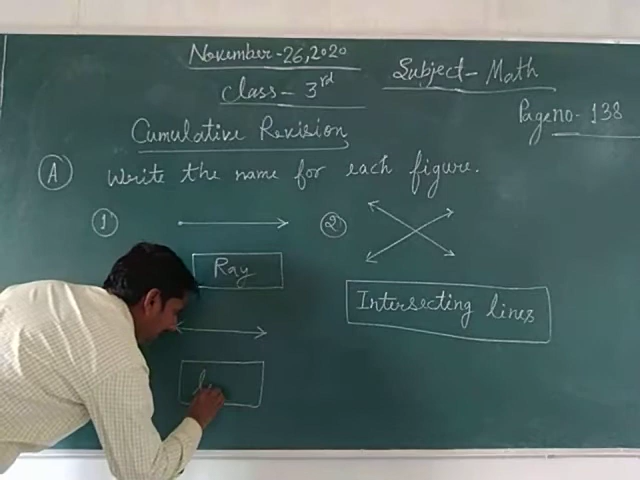 November-26,2020
Subject- Math
Class- 3rd
Page no- 138
Cumulative Revision
A Write the name for each figure.
1 2
Ray
Intersecting lines
li